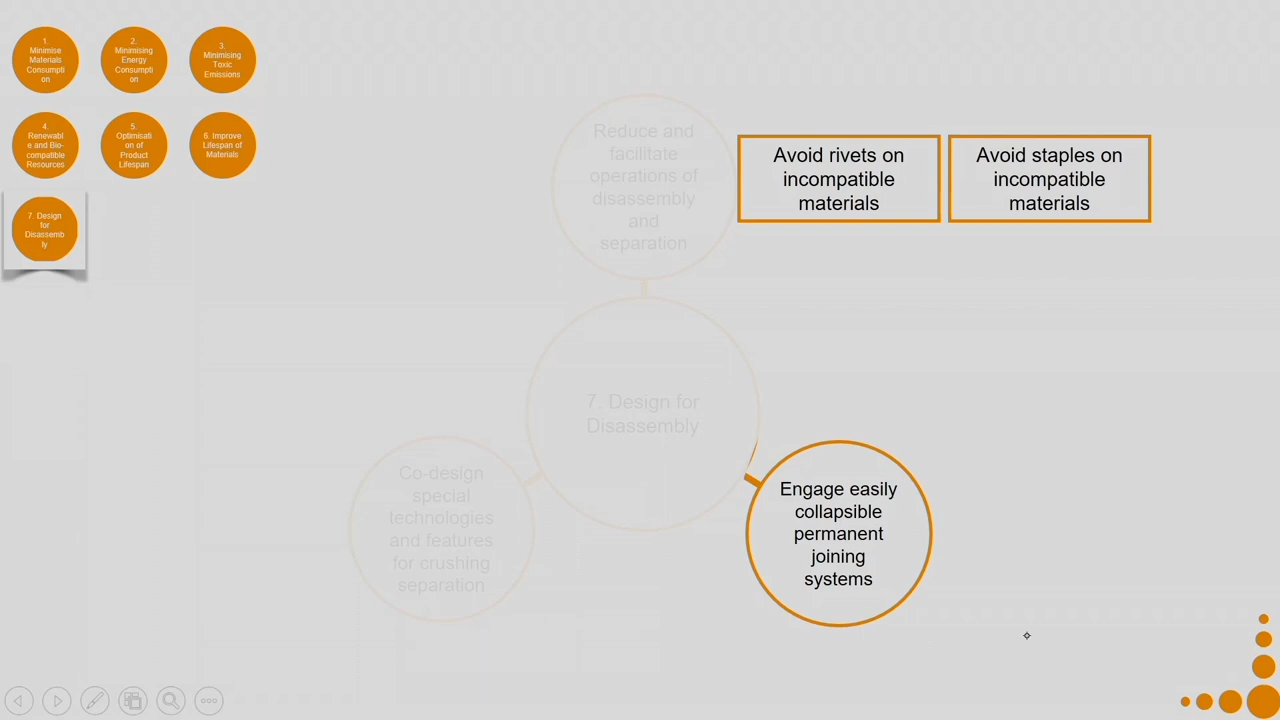 1.
Minimise
Materials
Consumpti
on
2.
Minimising
Energy
Consumpti
on
3.
Minimising
Toxic
Emissions
4.
Renewabl
e and Bio-
compatible
Resources
5.
Optimisati
on of
Product
Lifespan
6. Improve
Lifespan of
Materials
7. Design
for
Disassemb
ly
Reduce and
facilitate
operations of
disassembly
and
separation
Avoid rivets on
incompatible
materials
Avoid staples on
incompatible
materials
7. Design for
Disassembly
Co-design
special
technologies
and features
for crushing
separation
Engage easily
collapsible
permanent
joining
systems